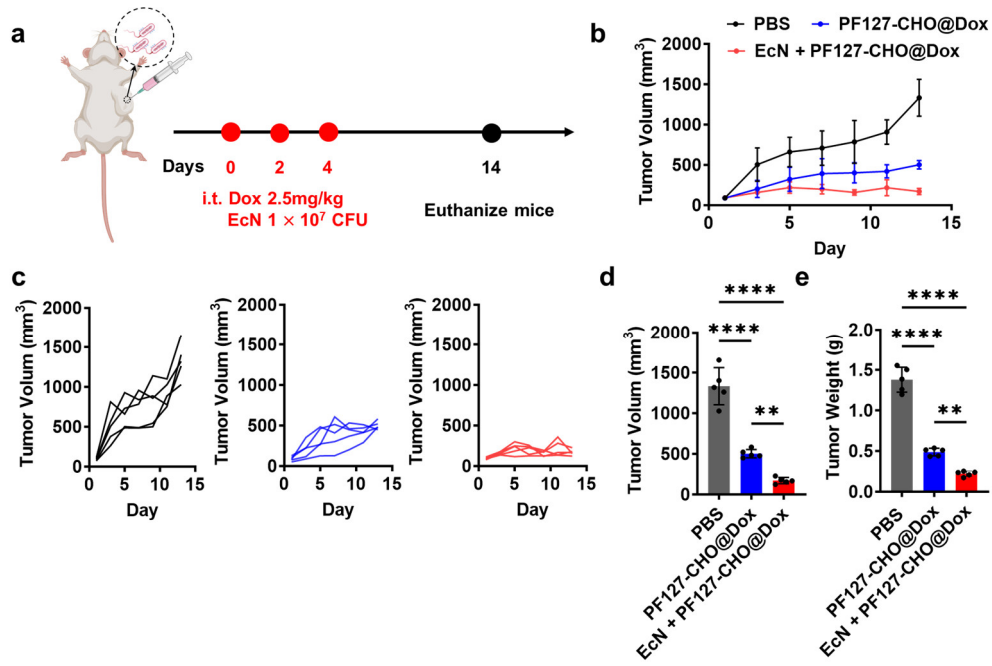 a
Days
0
2
4
14
i.t. Dox 2.5mg/kg
EcN 1 × 10⁷ CFU
Euthanize mice
b
PBS
PF127-CHO@Dox
EcN + PF127-CHO@Dox
Tumor Volum (mm³)
2000
1500
1000
500
0
0
5
10
15
Day
c
Tumor Volum (mm³)
2000
1500
1000
500
0
0
5
10
15
Day
Tumor Volum (mm³)
2000
1500
1000
500
0
0
5
10
15
Day
Tumor Volum (mm³)
2000
1500
1000
500
0
0
5
10
15
Day
d
Tumor Volum (mm³)
2000
1500
1000
500
0
****
****
**
PBS
PF127-CHO@Dox
EcN + PF127-CHO@Dox
e
Tumor Weight (g)
2.0
1.5
1.0
0.5
0.0
****
****
**
PBS
PF127-CHO@Dox
EcN + PF127-CHO@Dox